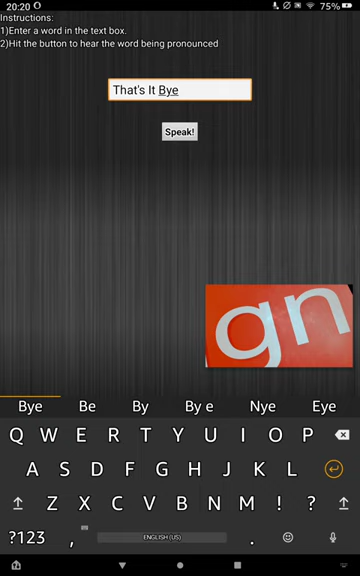 20:20 75%
Instructions:
1)Enter a word in the text box.
2)Hit the button to hear the word being pronounced
That's It Bye
Speak!
gn
Bye Be By By e Nye Eye
Q W E R T Y U I O P
A S D F G H J K L
Z X C V B N M ! ?
?123 , ENGLISH (US) .